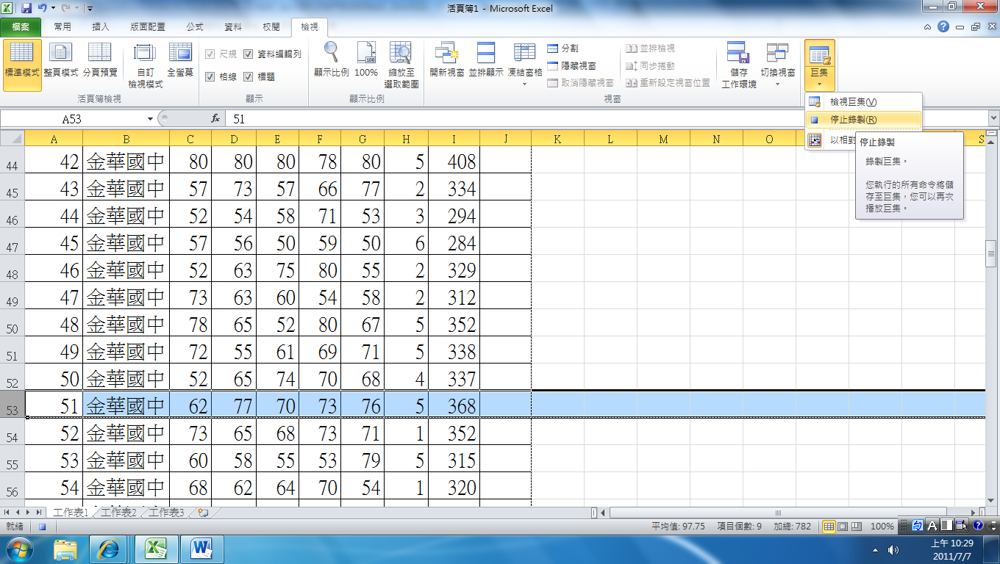 活頁簿1 - Microsoft Excel
檔案 常用 插入 版面配置 公式 資料 校閱 檢視
標準模式 整頁模式 分頁預覽 自訂檢視模式 全螢幕
活頁簿檢視
尺規 資料編輯列
格線 標題
顯示
顯示比例 100% 縮放至選取範圍
顯示比例
開新視窗 並排顯示 凍結窗格
分割
隱藏視窗
取消隱藏視窗
並排檢視
同步捲動
重新設定視窗位置
儲存工作環境 切換視窗
視窗
巨集
檢視巨集(V)
停止錄製(R)
以相對
停止錄製
錄製巨集。
您執行的所有命令將儲
存至巨集，您可以再次
播放巨集。
A53 fx 51
A B C D E F G H I J K L M N O S
44 42 金華國中 80 80 80 78 80 5 408
45 43 金華國中 57 73 57 66 77 2 334
46 44 金華國中 52 54 58 71 53 3 294
47 45 金華國中 57 56 50 59 50 6 284
48 46 金華國中 52 63 75 80 55 2 329
49 47 金華國中 73 63 60 54 58 2 312
50 48 金華國中 78 65 52 80 67 5 352
51 49 金華國中 72 55 61 69 71 5 338
52 50 金華國中 52 65 74 70 68 4 337
53 51 金華國中 62 77 70 73 76 5 368
54 52 金華國中 73 65 68 73 71 1 352
55 53 金華國中 60 58 55 53 79 5 315
56 54 金華國中 68 62 64 70 54 1 320
工作表1 工作表2 工作表3
就緒 平均值: 97.75 項目個數: 9 加總: 782 100%
上午 10:29
2011/7/7